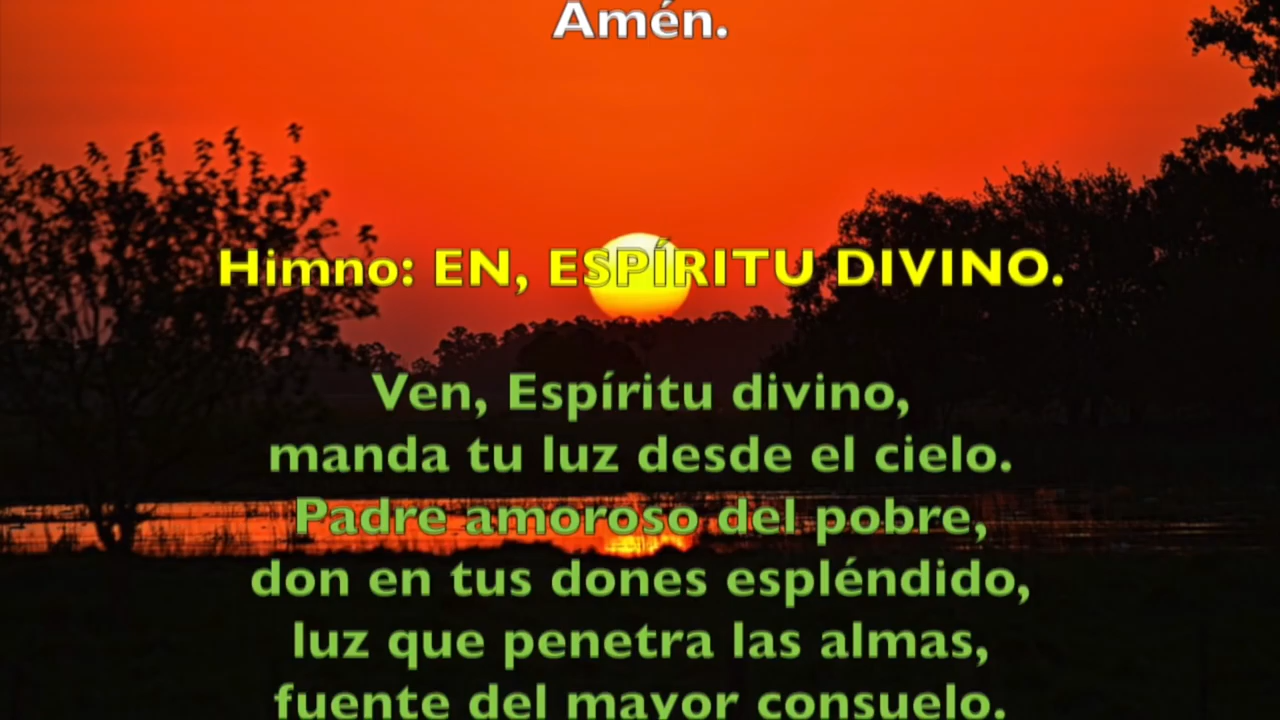 Amén.
Himno: EN, ESPÍRITU DIVINO.
Ven, Espíritu divino,
manda tu luz desde el cielo.
Padre amoroso del pobre,
don en tus dones espléndido,
luz que penetra las almas,
fuente del mayor consuelo.